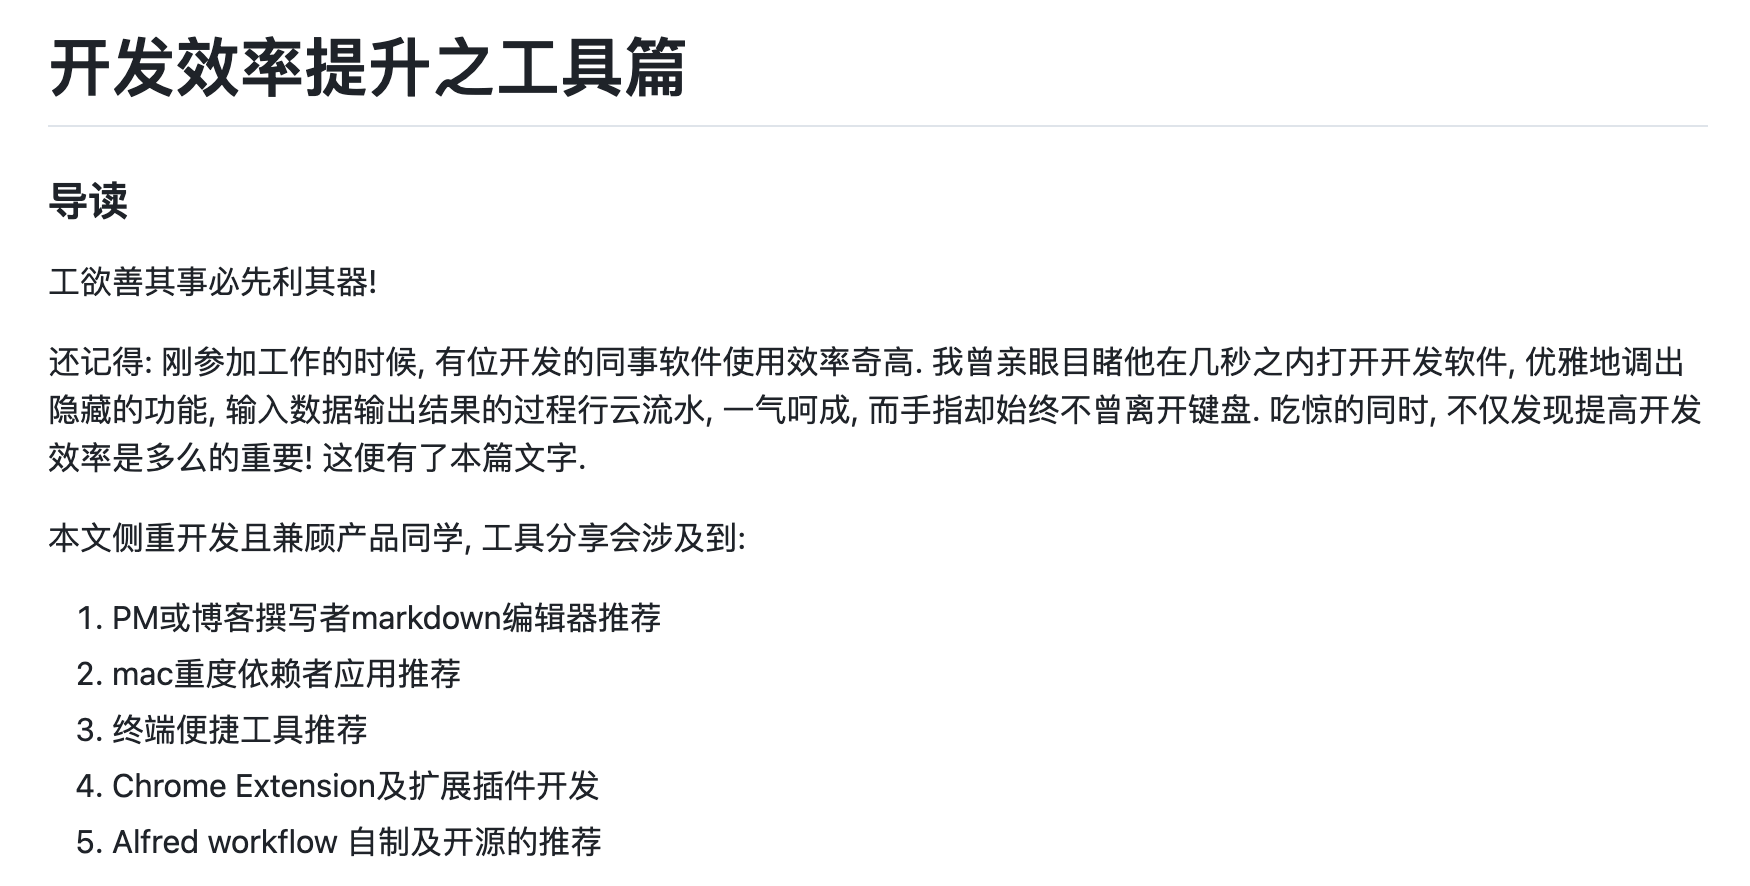 开发效率提升之工具篇
导读
工欲善其事必先利其器!
还记得: 刚参加工作的时候, 有位开发的同事软件使用效率奇高. 我曾亲眼目睹他在几秒之内打开开发软件, 优雅地调出
隐藏的功能, 输入数据输出结果的过程行云流水, 一气呵成, 而手指却始终不曾离开键盘. 吃惊的同时, 不仅发现提高开发
效率是多么的重要! 这便有了本篇文字.
本文侧重开发且兼顾产品同学, 工具分享会涉及到:
1. PM或博客撰写者markdown编辑器推荐
2. mac重度依赖者应用推荐
3. 终端便捷工具推荐
4. Chrome Extension及扩展插件开发
5. Alfred workflow 自制及开源的推荐